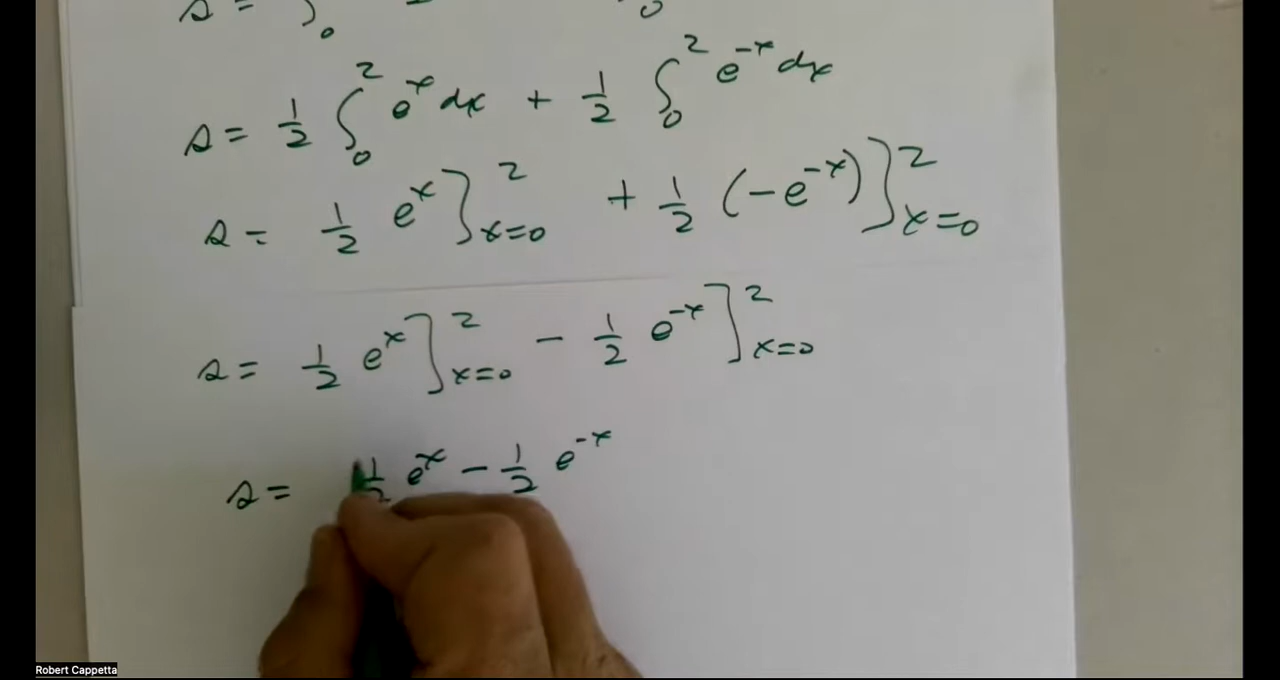 s = ∫₀
s = 1/2 ∫₀² eˣ dx + 1/2 ∫₀² e⁻ˣ dx
s = 1/2 eˣ]²ₓ₌₀ + 1/2 (-e⁻ˣ)]²ₓ₌₀
s = 1/2 eˣ]²ₓ₌₀ - 1/2 e⁻ˣ]²ₓ₌₀
s = 1/2 eˣ - 1/2 e⁻ˣ
Robert Cappetta